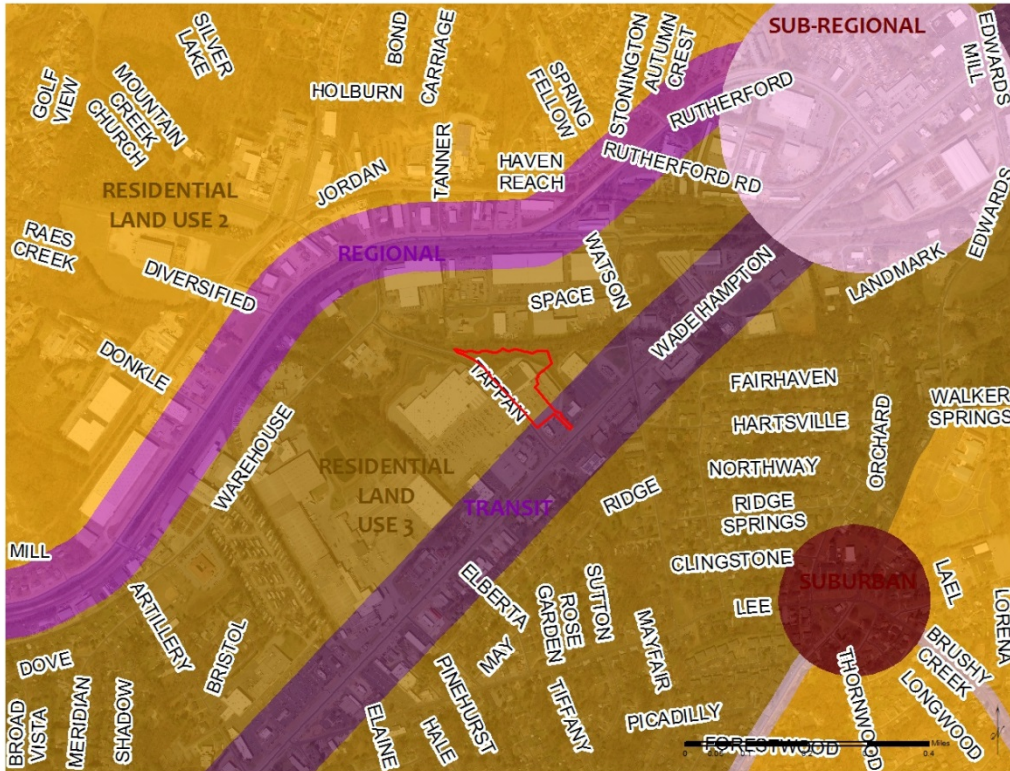 SUB-REGIONAL
EDWARDS
MILL
SILVER
LAKE
BOND
CARRIAGE
STONINGTON
AUTUMN
CREST
GOLF
VIEW
MOUNTAIN
CREEK
CHURCH
HOLBURN
SPRING
FELLOW
RUTHERFORD
RUTHERFORD RD
TANNER
HAVEN
REACH
JORDAN
RESIDENTIAL
LAND USE 2
EDWARDS
RAES
CREEK
REGIONAL
DIVERSIFIED
WATSON
SPACE
WADE HAMPTON
LANDMARK
DONKLE
TAPPAN
FAIRHAVEN
WALKER
SPRINGS
HARTSVILLE
ORCHARD
WAREHOUSE
RESIDENTIAL
LAND
USE 3
NORTHWAY
RIDGE
RIDGE
SPRINGS
TRANSIT
MILL
CLINGSTONE
SUBURBAN
LAEL
ELBERTA
SUTTON
ROSE
GARDEN
LEE
LORENA
ARTILLERY
BRISTOL
MAY
MAYFAIR
BRUSHY
CREEK
DOVE
PINEHURST
TIFFANY
THORNWOOD
LONGWOOD
BROAD
VISTA
MERIDIAN
SHADOW
ELAINE
HALE
PICADILLY
FORESTWOOD
Miles
0
0.4